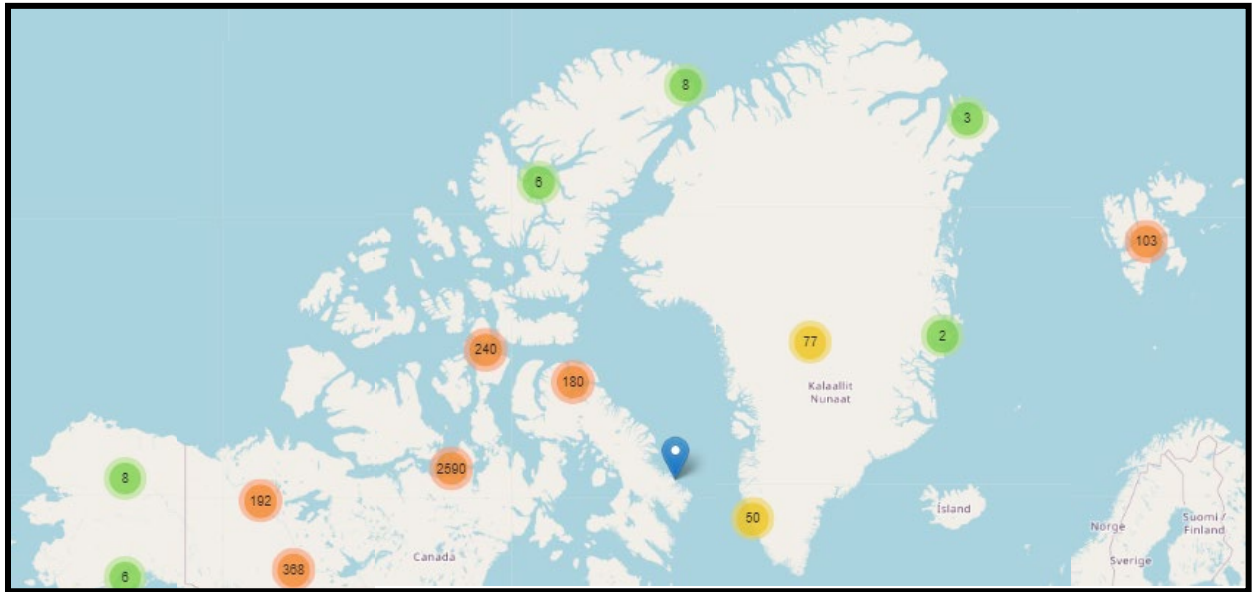 8
3
6
103
240
77
2
180
Kalaallit
Nunaat
2590
8
192
50
Ísland
Suomi /
Finland
Norge
Canada
Sverige
368
6